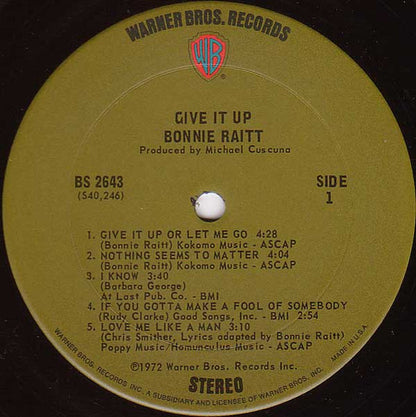 WARNER BROS. RECORDS
WB
GIVE IT UP
BONNIE RAITT
Produced by Michael Cuscuna
BS 2643
(S40,246)
SIDE
1
1. GIVE IT UP OR LET ME GO 4:28
(Bonnie Raitt) Kokomo Music - ASCAP
2. NOTHING SEEMS TO MATTER 4:04
(Bonnie Raitt) Kokomo Music - ASCAP
3. I KNOW 3:40
(Barbara George)
At Last Pub. Co. - BMI
4. IF YOU GOTTA MAKE A FOOL OF SOMEBODY
(Rudy Clarke) Good Songs, Inc. - BMI 2:54
5. LOVE ME LIKE A MAN 3:10
(Chris Smither, Lyrics adapted by Bonnie Raitt)
Poppy Music/Homunculus Music - ASCAP
©1972 Warner Bros. Records Inc.
STEREO
WARNER BROS. RECORDS INC., A SUBSIDIARY AND LICENSEE OF WARNER BROS. INC.
MADE IN U.S.A.